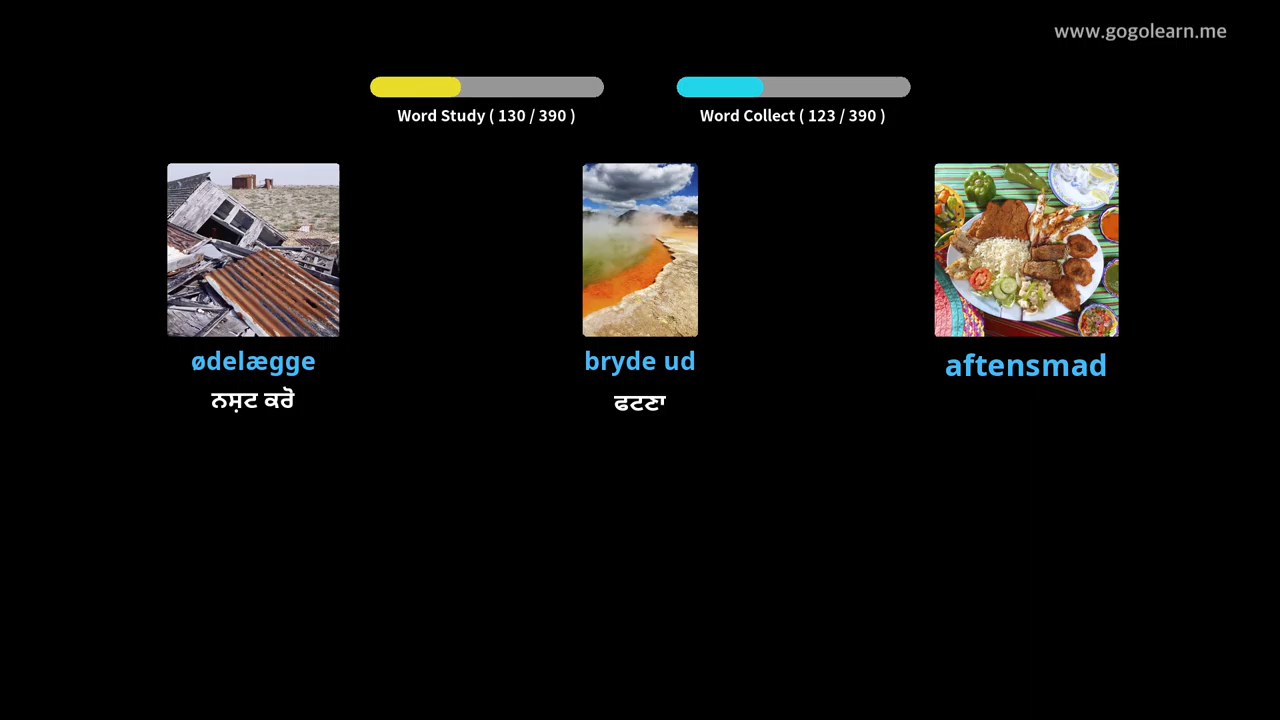 www.gogolearn.me
Word Study ( 130 / 390 )
Word Collect ( 123 / 390 )
ødelægge
bryde ud
aftensmad
ਨਸ਼ਟ ਕਰੋ
ਫਟਣਾ